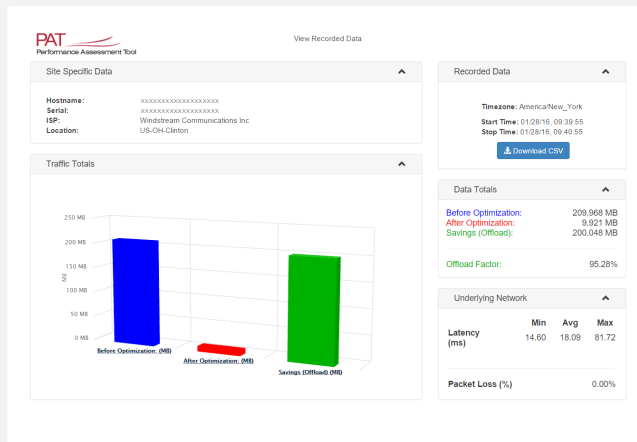 PAT
Performance Assessment Tool
View Recorded Data
Site Specific Data
Hostname: xxxxxxxxxxxxxxxxxxx
Serial: xxxxxxxxxxxxxxxxxxx
ISP: Windstream Communications Inc
Location: US-OH-Clinton
Traffic Totals
250 MB
200 MB
150 MB
100 MB
50 MB
0 MB
MB
Before Optimization: (MB)
After Optimization: (MB)
Savings (Offload) (MB)
Recorded Data
Timezone: America/New_York
Start Time: 01/28/16, 09:39:55
Stop Time: 01/28/16, 09:40:55
Download CSV
Data Totals
Before Optimization: 209.968 MB
After Optimization: 9.921 MB
Savings (Offload): 200.048 MB
Offload Factor: 95.28%
Underlying Network
Min Avg Max
Latency (ms) 14.60 18.09 81.72
Packet Loss (%) 0.00%